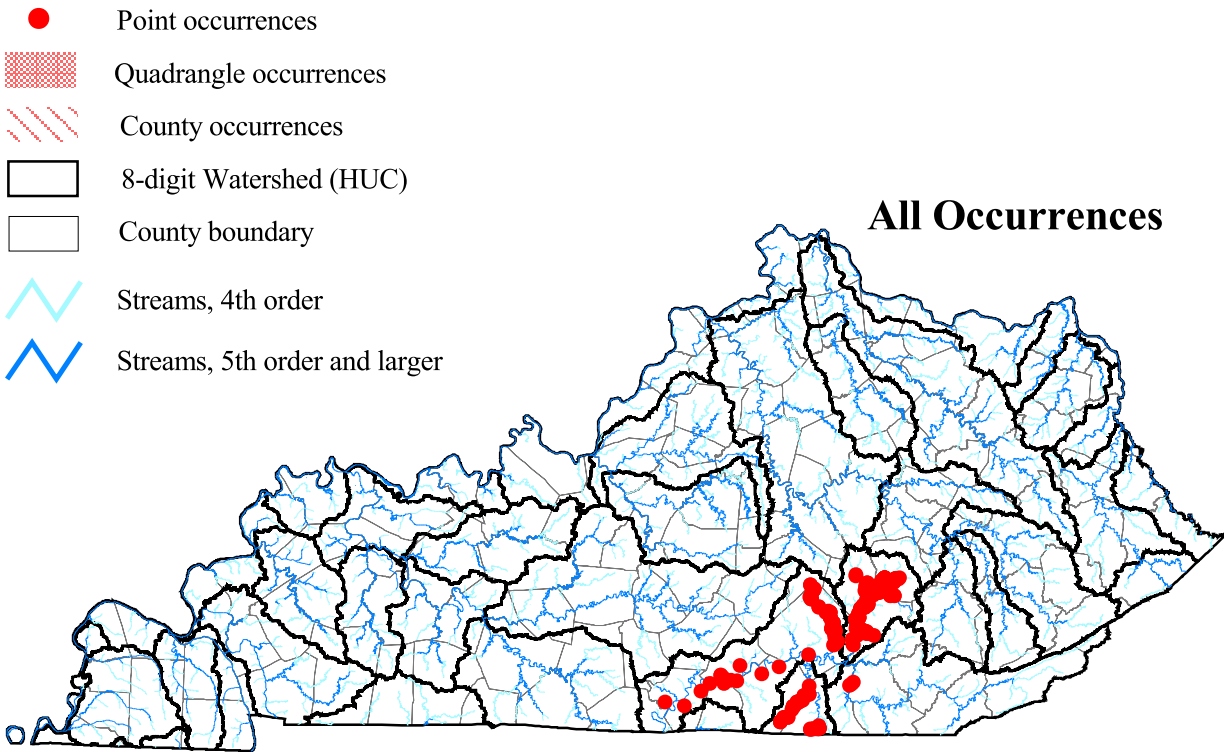 Point occurrences
Quadrangle occurrences
County occurrences
8-digit Watershed (HUC)
County boundary
All Occurrences
Streams, 4th order
Streams, 5th order and larger